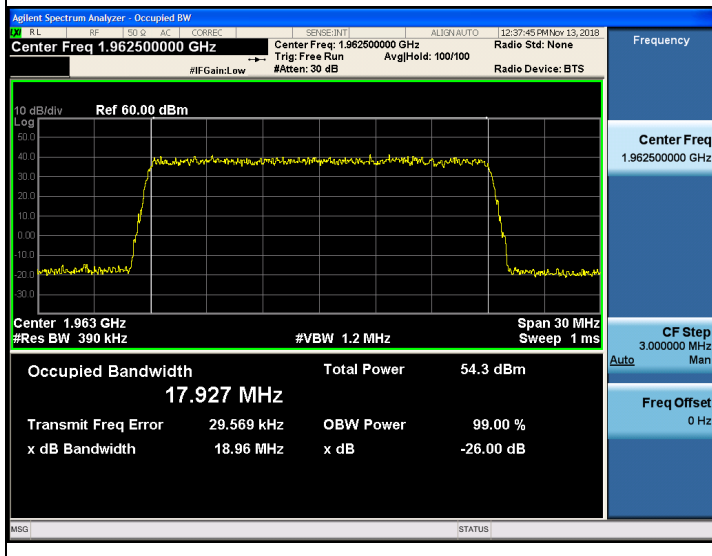 Agilent Spectrum Analyzer - Occupied BW
RL RF 50 Ω AC CORREC SENSE:INT ALIGN AUTO 12:37:45 PM Nov 13, 2018
Center Freq 1.962500000 GHz
Center Freq: 1.962500000 GHz Radio Std: None
Trig: Free Run Avg|Hold: 100/100
#IFGain:Low #Atten: 30 dB Radio Device: BTS
Frequency
10 dB/div Ref 60.00 dBm
Log
50.0
40.0
30.0
20.0
10.0
0.00
-10.0
-20.0
-30.0
Center 1.963 GHz Span 30 MHz
#Res BW 390 kHz #VBW 1.2 MHz Sweep 1 ms
Occupied Bandwidth Total Power 54.3 dBm
17.927 MHz
Transmit Freq Error 29.569 kHz OBW Power 99.00 %
x dB Bandwidth 18.96 MHz x dB -26.00 dB
Center Freq
1.962500000 GHz
CF Step
3.000000 MHz
Auto Man
Freq Offset
0 Hz
MSG STATUS